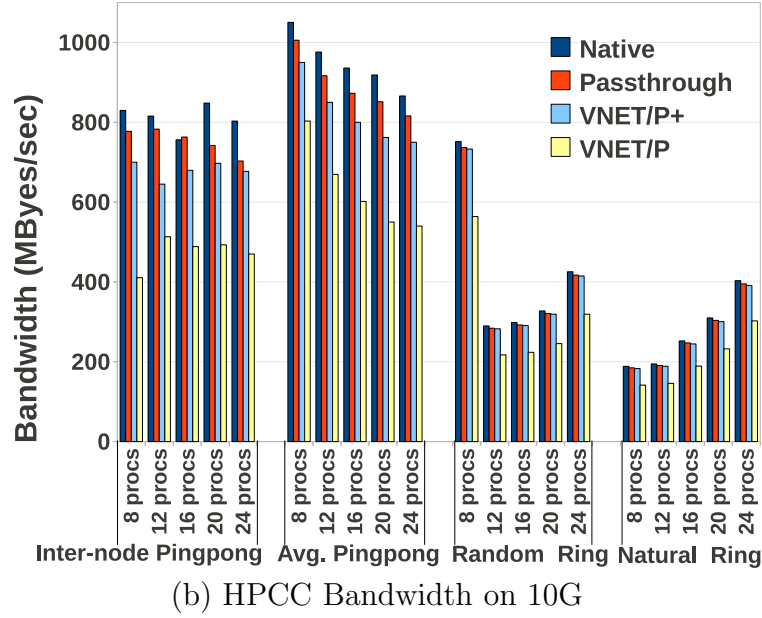 Bandwidth (MByes/sec)
1000
800
600
400
200
0
Native
Passthrough
VNET/P+
VNET/P
8 procs
12 procs
16 procs
20 procs
24 procs
8 procs
12 procs
16 procs
20 procs
24 procs
8 procs
12 procs
16 procs
20 procs
24 procs
8 procs
12 procs
16 procs
20 procs
24 procs
Inter-node Pingpong
Avg. Pingpong
Random Ring
Natural Ring
(b) HPCC Bandwidth on 10G